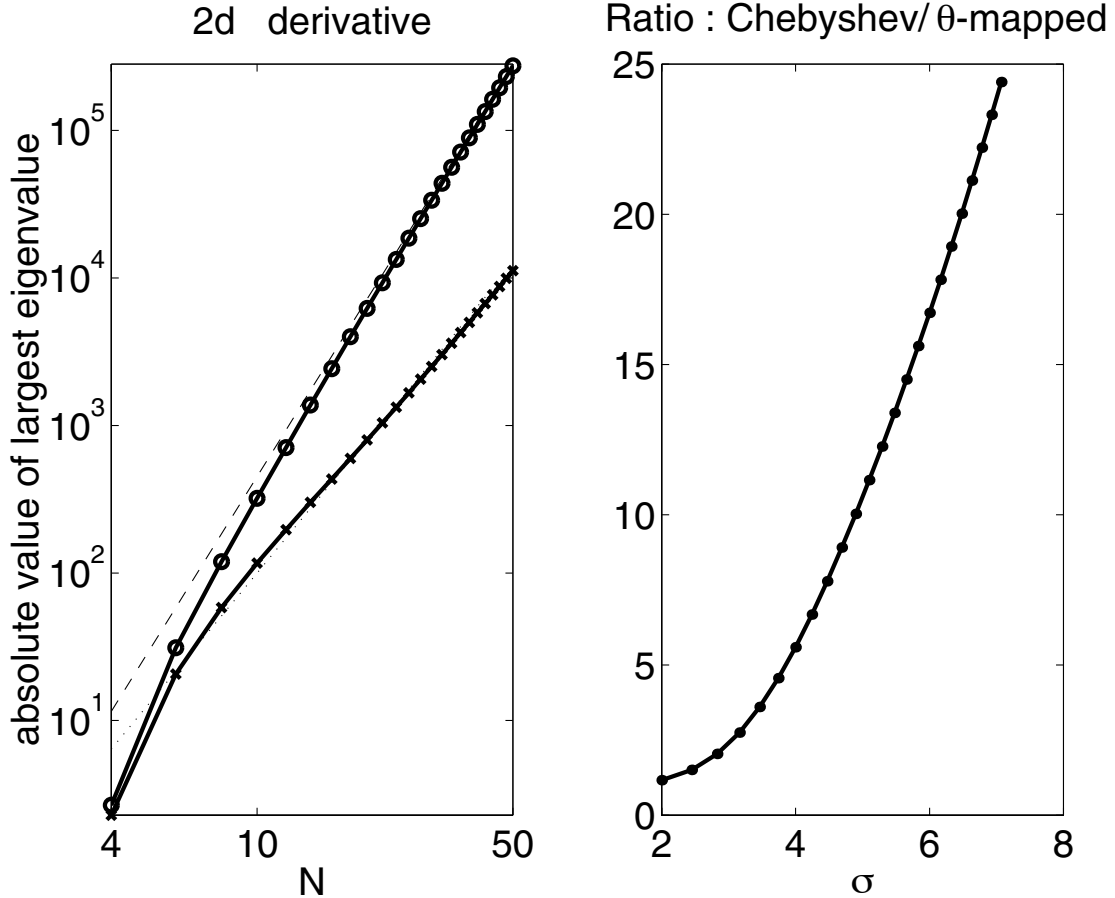 2d derivative
absolute value of largest eigenvalue
10^5
10^4
10^3
10^2
10^1
4 10 50
N
Ratio : Chebyshev/ θ-mapped
25
20
15
10
5
0
2 4 6 8
σ